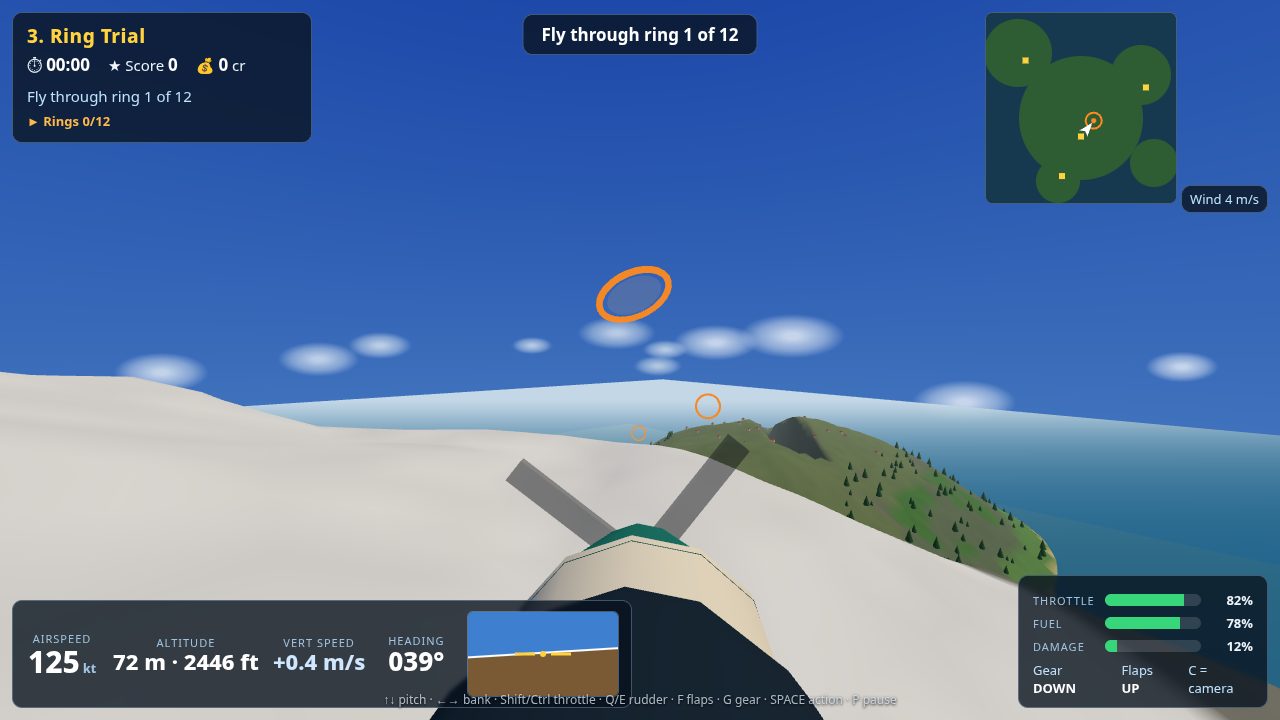 3. Ring Trial
⏱ 00:00 ★ Score 0 💰 0 cr
Fly through ring 1 of 12
► Rings 0/12
Fly through ring 1 of 12
Wind 4 m/s
AIRSPEED
125 kt
ALTITUDE
72 m · 2446 ft
VERT SPEED
+0.4 m/s
HEADING
039°
THROTTLE 82%
FUEL 78%
DAMAGE 12%
Gear DOWN
Flaps UP
C = camera
↑↓ pitch · ←→ bank · Shift/Ctrl throttle · Q/E rudder · F flaps · G gear · SPACE action · P pause